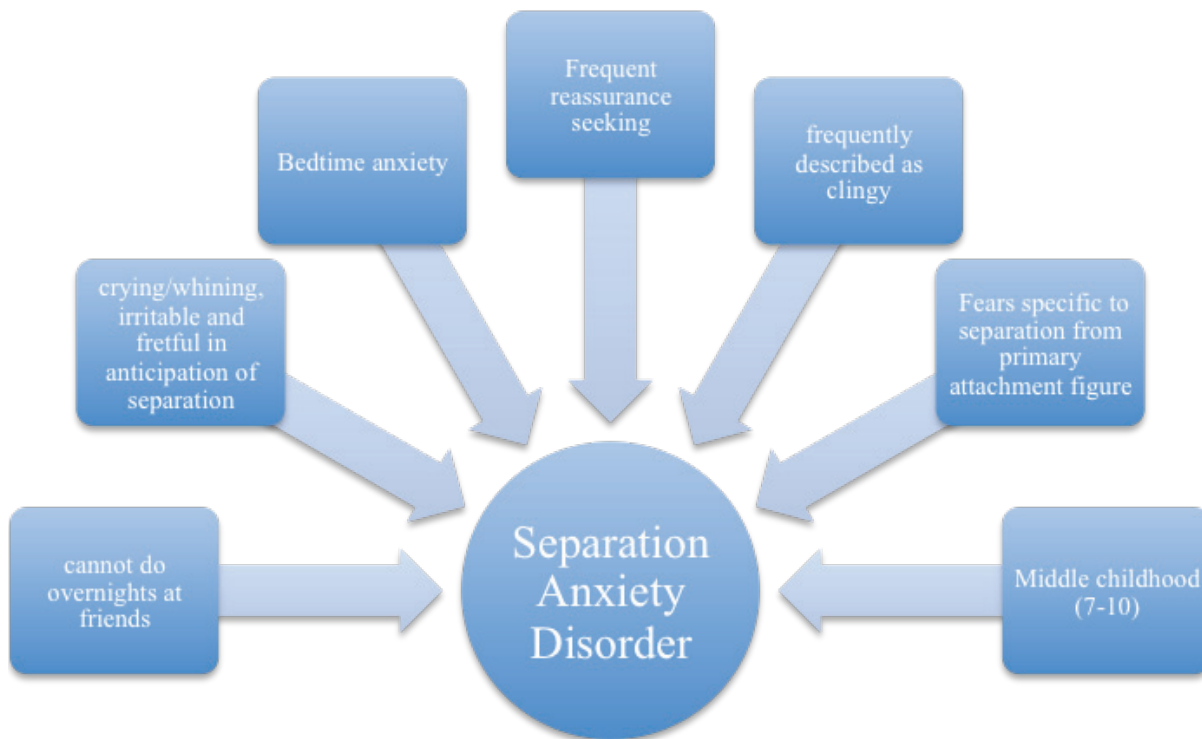 Frequent
reassurance
seeking
Bedtime anxiety
frequently
described as
clingy
crying/whining,
irritable and
fretful in
anticipation of
separation
Fears specific to
separation from
primary
attachment figure
cannot do
overnights at
friends
Separation
Anxiety
Disorder
Middle childhood
(7-10)